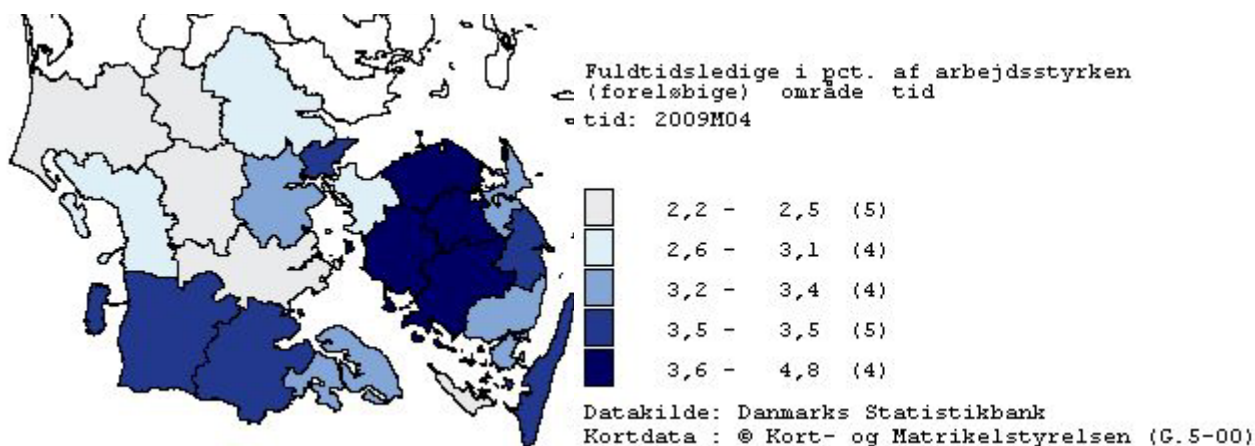 Fuldtidsledige i pct. af arbejdsstyrken
(foreløbige) område tid
tid: 2009M04
2,2 - 2,5 (5)
2,6 - 3,1 (4)
3,2 - 3,4 (4)
3,5 - 3,5 (5)
3,6 - 4,8 (4)
Datakilde: Danmarks Statistikbank
Kortdata : © Kort- og Matrikelstyrelsen (G.5-00)